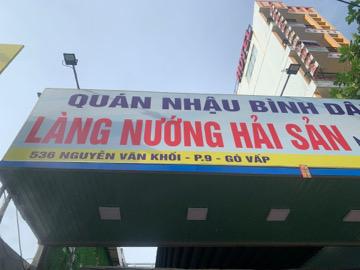 QUÁN NHẬU BÌNH DÂ
LÀNG NƯỚNG HẢI SẢN
536 NGUYỄN VĂN KHỐI - P.9 - GÒ VẤP